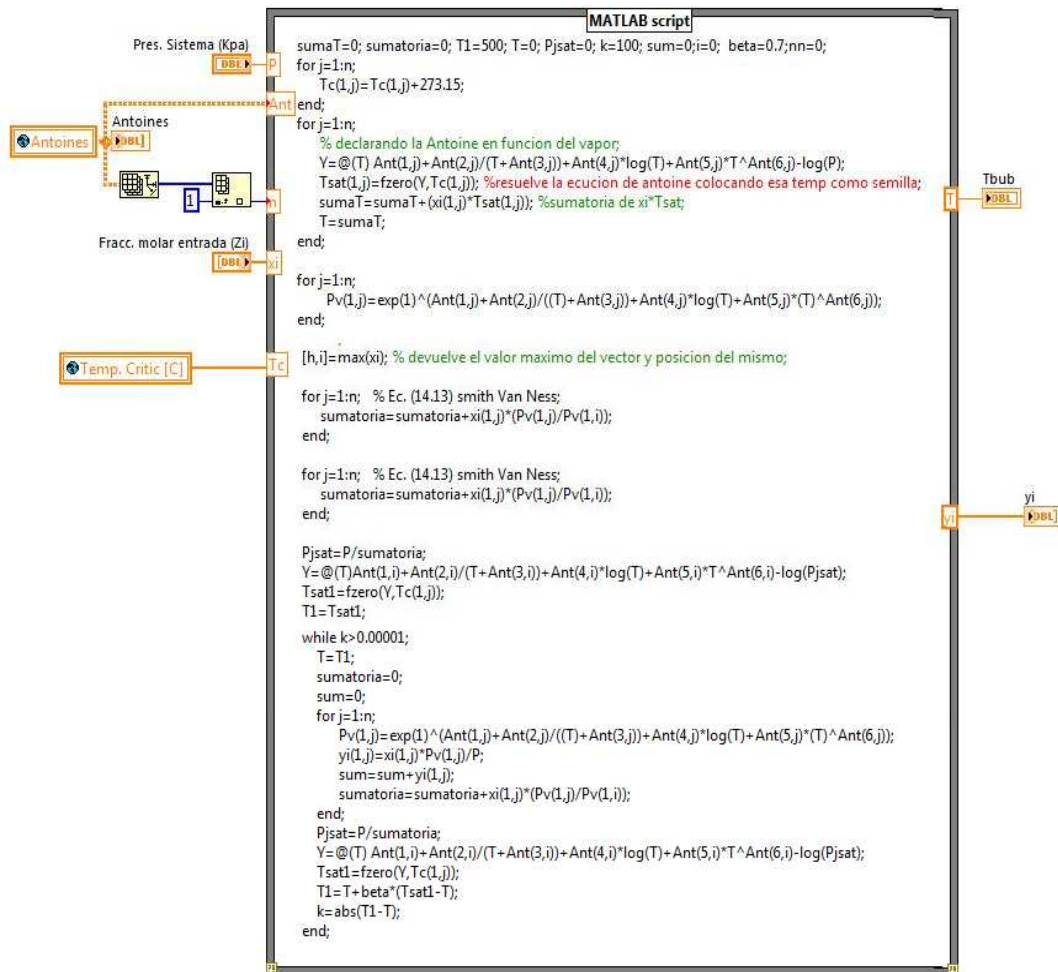 MATLAB script
Pres. Sistema (Kpa)
DBL
P
Ant
Antoines
Antoines
DBL]
1
n
Fracc. molar entrada (Zi)
[DBL
xi
Temp. Critic [C]
Tc
sumaT=0; sumatoria=0; T1=500; T=0; Pjsat=0; k=100; sum=0;i=0; beta=0.7;nn=0;
for j=1:n;
Tc(1,j)=Tc(1,j)+273.15;
end;
for j=1:n;
% declarando la Antoine en funcion del vapor;
Y=@(T) Ant(1,j)+Ant(2,j)/(T+Ant(3,j))+Ant(4,j)*log(T)+Ant(5,j)*T^Ant(6,j)-log(P);
Tsat(1,j)=fzero(Y,Tc(1,j)); %resuelve la ecucion de antoine colocando esa temp como semilla;
sumaT=sumaT+(xi(1,j)*Tsat(1,j)); %sumatoria de xi*Tsat;
T=sumaT;
end;
for j=1:n;
Pv(1,j)=exp(1)^(Ant(1,j)+Ant(2,j)/((T)+Ant(3,j))+Ant(4,j)*log(T)+Ant(5,j)*(T)^Ant(6,j));
end;
[h,i]=max(xi); % devuelve el valor maximo del vector y posicion del mismo;
for j=1:n; % Ec. (14.13) smith Van Ness;
sumatoria=sumatoria+xi(1,j)*(Pv(1,j)/Pv(1,i));
end;
for j=1:n; % Ec. (14.13) smith Van Ness;
sumatoria=sumatoria+xi(1,j)*(Pv(1,j)/Pv(1,i));
end;
Pjsat=P/sumatoria;
Y=@(T)Ant(1,i)+Ant(2,i)/(T+Ant(3,i))+Ant(4,i)*log(T)+Ant(5,i)*T^Ant(6,i)-log(Pjsat);
Tsat1=fzero(Y,Tc(1,j));
T1=Tsat1;
while k>0.00001;
T=T1;
sumatoria=0;
sum=0;
for j=1:n;
Pv(1,j)=exp(1)^(Ant(1,j)+Ant(2,j)/((T)+Ant(3,j))+Ant(4,j)*log(T)+Ant(5,j)*(T)^Ant(6,j));
yi(1,j)=xi(1,j)*Pv(1,j)/P;
sum=sum+yi(1,j);
sumatoria=sumatoria+xi(1,j)*(Pv(1,j)/Pv(1,i));
end;
Pjsat=P/sumatoria;
Y=@(T) Ant(1,i)+Ant(2,i)/(T+Ant(3,i))+Ant(4,i)*log(T)+Ant(5,i)*T^Ant(6,i)-log(Pjsat);
Tsat1=fzero(Y,Tc(1,j));
T1=T+beta*(Tsat1-T);
k=abs(T1-T);
end;
T
Tbub
DBL
yi
yi
DBL]